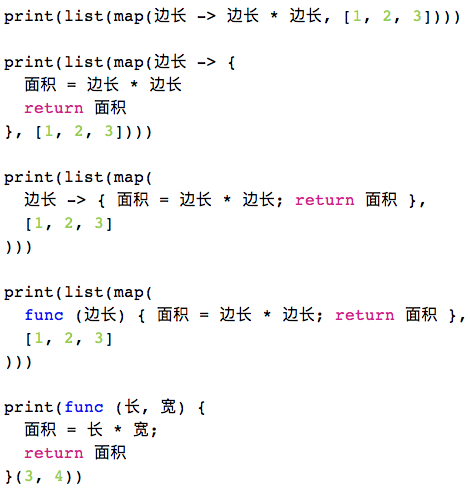 print(list(map(边长 -> 边长 * 边长, [1, 2, 3])))
print(list(map(边长 -> {
  面积 = 边长 * 边长
  return 面积
}, [1, 2, 3])))
print(list(map(
  边长 -> { 面积 = 边长 * 边长; return 面积 },
  [1, 2, 3]
)))
print(list(map(
  func (边长) { 面积 = 边长 * 边长; return 面积 },
  [1, 2, 3]
)))
print(func (长, 宽) {
  面积 = 长 * 宽;
  return 面积
}(3, 4))